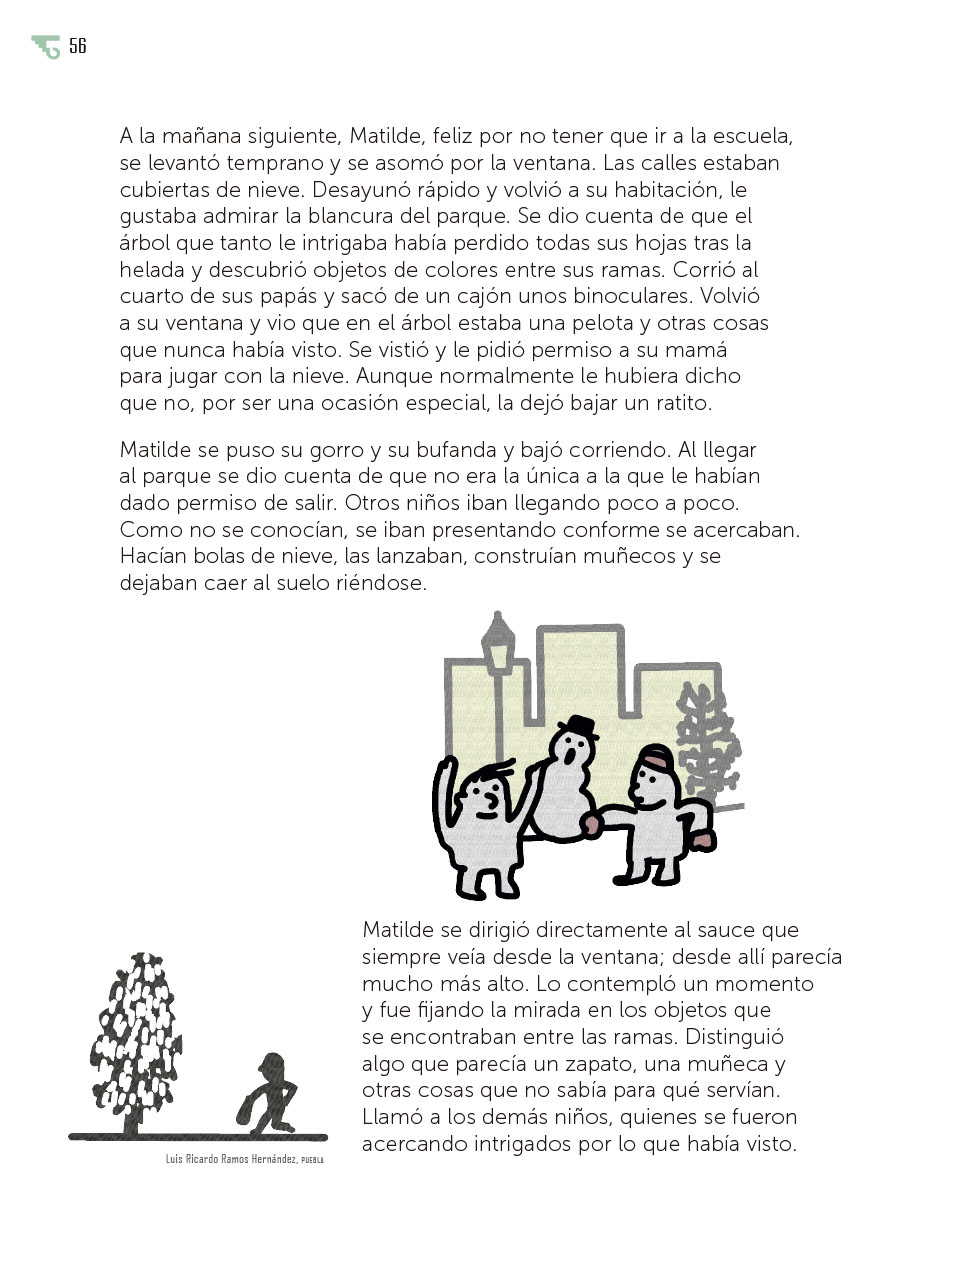 56
A la mañana siguiente, Matilde, feliz por no tener que ir a la escuela,
se levantó temprano y se asomó por la ventana. Las calles estaban
cubiertas de nieve. Desayunó rápido y volvió a su habitación, le
gustaba admirar la blancura del parque. Se dio cuenta de que el
árbol que tanto le intrigaba había perdido todas sus hojas tras la
helada y descubrió objetos de colores entre sus ramas. Corrió al
cuarto de sus papás y sacó de un cajón unos binoculares. Volvió
a su ventana y vio que en el árbol estaba una pelota y otras cosas
que nunca había visto. Se vistió y le pidió permiso a su mamá
para jugar con la nieve. Aunque normalmente le hubiera dicho
que no, por ser una ocasión especial, la dejó bajar un ratito.
Matilde se puso su gorro y su bufanda y bajó corriendo. Al llegar
al parque se dio cuenta de que no era la única a la que le habían
dado permiso de salir. Otros niños iban llegando poco a poco.
Como no se conocían, se iban presentando conforme se acercaban.
Hacían bolas de nieve, las lanzaban, construían muñecos y se
dejaban caer al suelo riéndose.
Matilde se dirigió directamente al sauce que
siempre veía desde la ventana; desde allí parecía
mucho más alto. Lo contempló un momento
y fue fijando la mirada en los objetos que
se encontraban entre las ramas. Distinguió
algo que parecía un zapato, una muñeca y
otras cosas que no sabía para qué servían.
Llamó a los demás niños, quienes se fueron
acercando intrigados por lo que había visto.
Luis Ricardo Ramos Hernández, PUEBLA